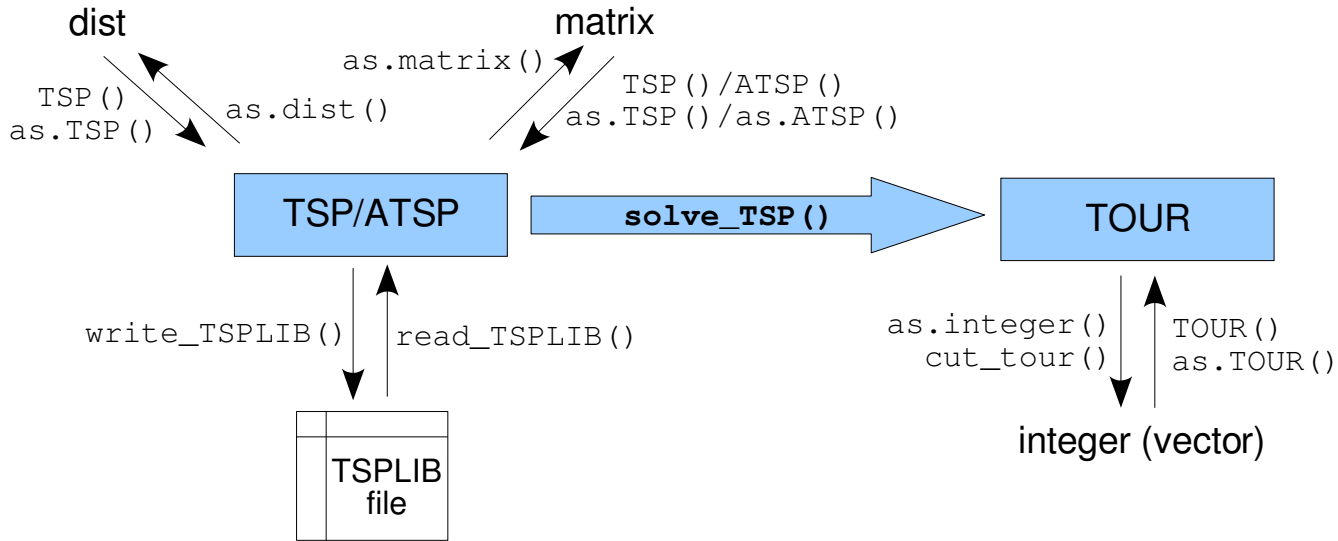 dist
matrix
as.matrix()
TSP()
as.TSP()
as.dist()
TSP()/ATSP()
as.TSP()/as.ATSP()
TSP/ATSP
solve_TSP()
TOUR
write_TSPLIB()
read_TSPLIB()
as.integer()
cut_tour()
TOUR()
as.TOUR()
TSPLIB
file
integer (vector)